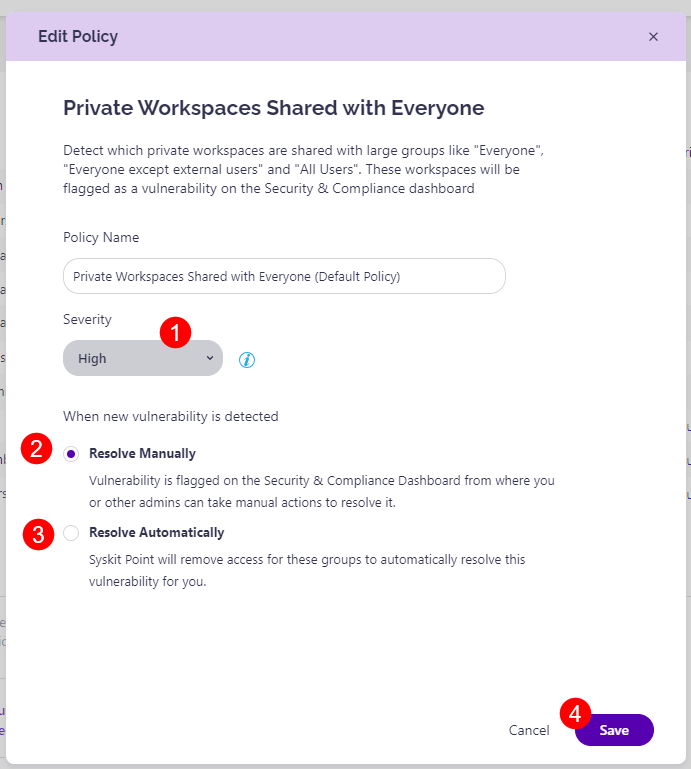 Edit Policy
Private Workspaces Shared with Everyone
Detect which private workspaces are shared with large groups like "Everyone",
"Everyone except external users" and "All Users". These workspaces will be
flagged as a vulnerability on the Security & Compliance dashboard
Policy Name
Private Workspaces Shared with Everyone (Default Policy)
Severity
1
High
When new vulnerability is detected
2
Resolve Manually
Vulnerability is flagged on the Security & Compliance Dashboard from where you
or other admins can take manual actions to resolve it.
3
Resolve Automatically
Syskit Point will remove access for these groups to automatically resolve this
vulnerability for you.
4
Cancel
Save